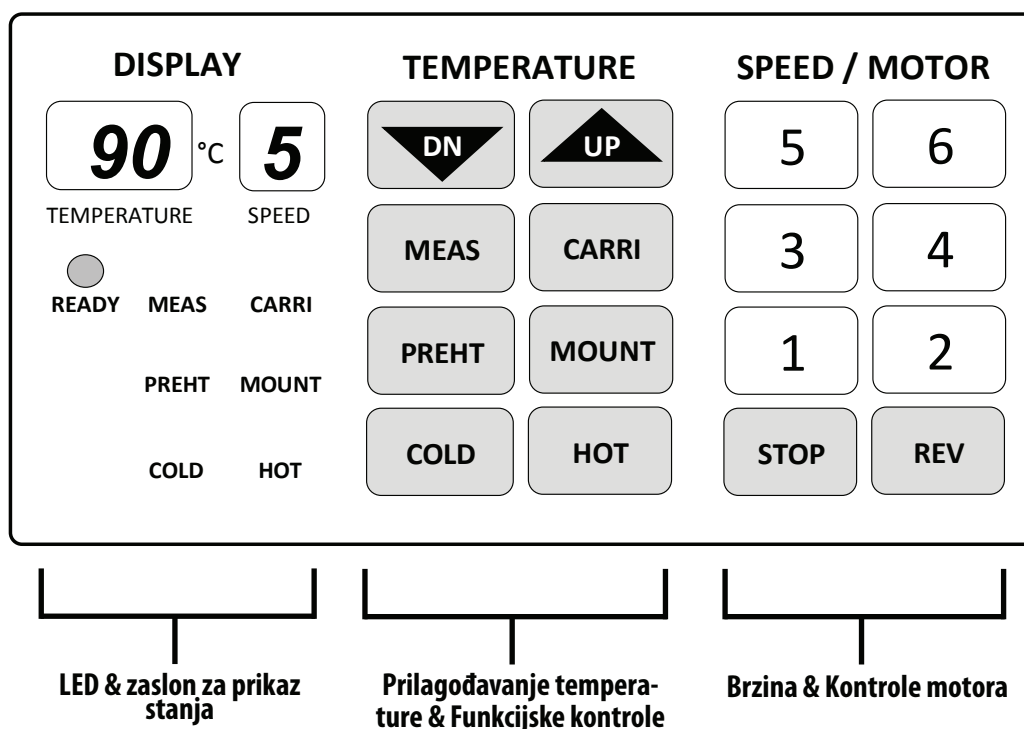 DISPLAY
90 °C 5
TEMPERATURE SPEED
READY MEAS CARRI
PREHT MOUNT
COLD HOT
TEMPERATURE
DN UP
MEAS CARRI
PREHT MOUNT
COLD HOT
SPEED / MOTOR
5 6
3 4
1 2
STOP REV
LED & zaslon za prikaz
stanja
Prilagođavanje tempera-
ture & Funkcijske kontrole
Brzina & Kontrole motora